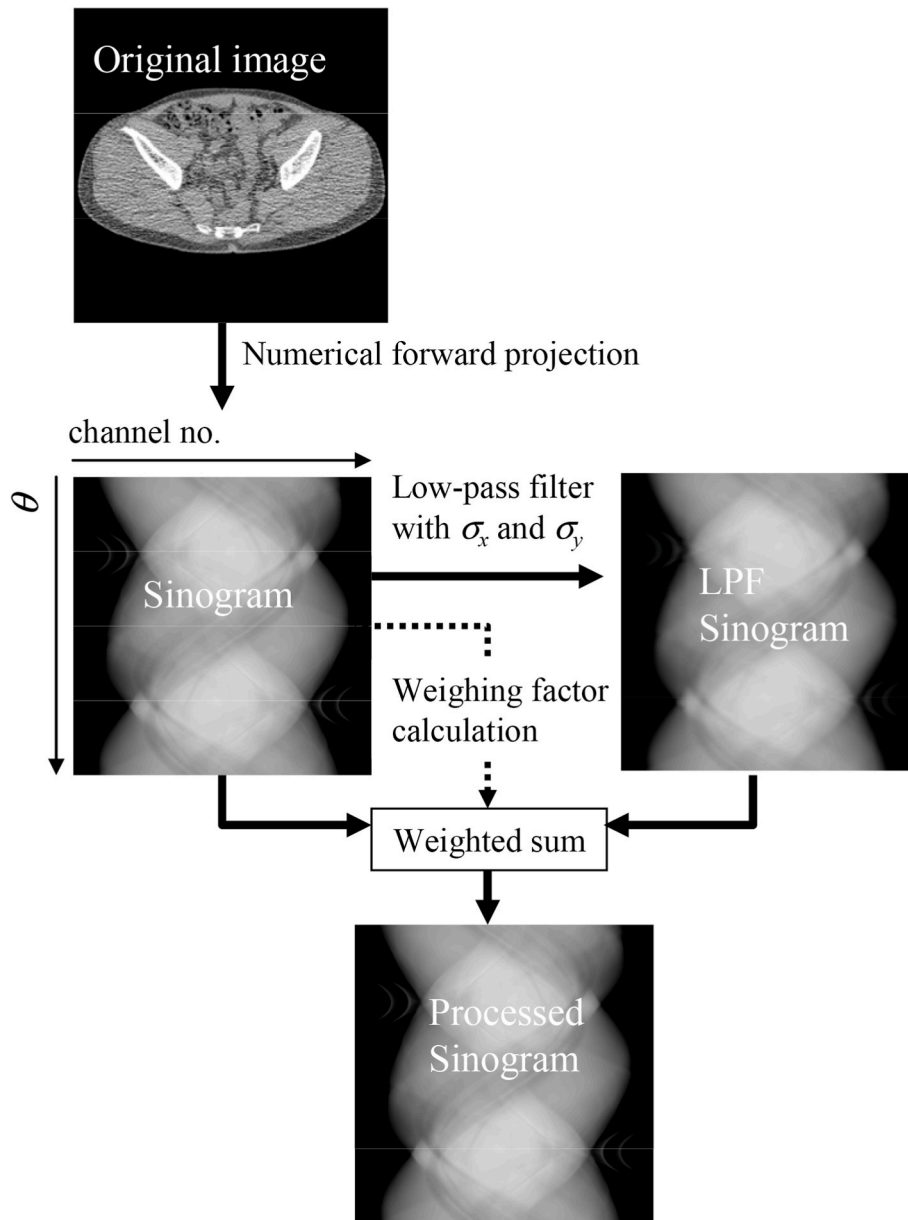 Original image
Numerical forward projection
channel no.
θ
Low-pass filter
with σx and σy
Sinogram
LPF
Sinogram
Weighing factor
calculation
Weighted sum
Processed
Sinogram